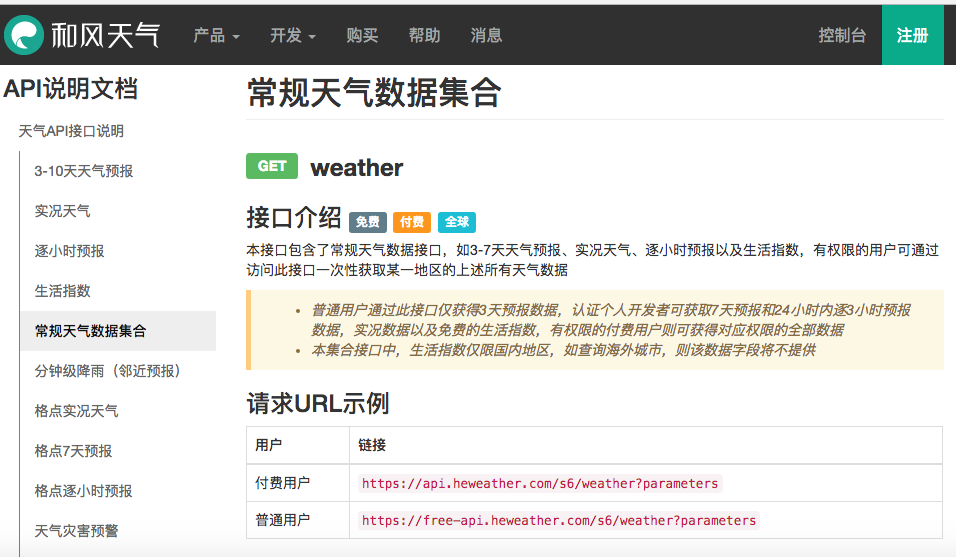 和风天气 产品 开发 购买 帮助 消息 控制台 注册
API说明文档
天气API接口说明
3-10天天气预报
实况天气
逐小时预报
生活指数
常规天气数据集合
分钟级降雨（邻近预报）
格点实况天气
格点7天预报
格点逐小时预报
天气灾害预警
常规天气数据集合
GET weather
接口介绍 免费 付费 全球
本接口包含了常规天气数据接口，如3-7天天气预报、实况天气、逐小时预报以及生活指数，有权限的用户可通过
访问此接口一次性获取某一地区的上述所有天气数据
• 普通用户通过此接口仅获得3天预报数据，认证个人开发者可获取7天预报和24小时内逐3小时预报
数据，实况数据以及免费的生活指数，有权限的付费用户则可获得对应权限的全部数据
• 本集合接口中，生活指数仅限国内地区，如查询海外城市，则该数据字段将不提供
请求URL示例
用户 链接
付费用户 https://api.heweather.com/s6/weather?parameters
普通用户 https://free-api.heweather.com/s6/weather?parameters